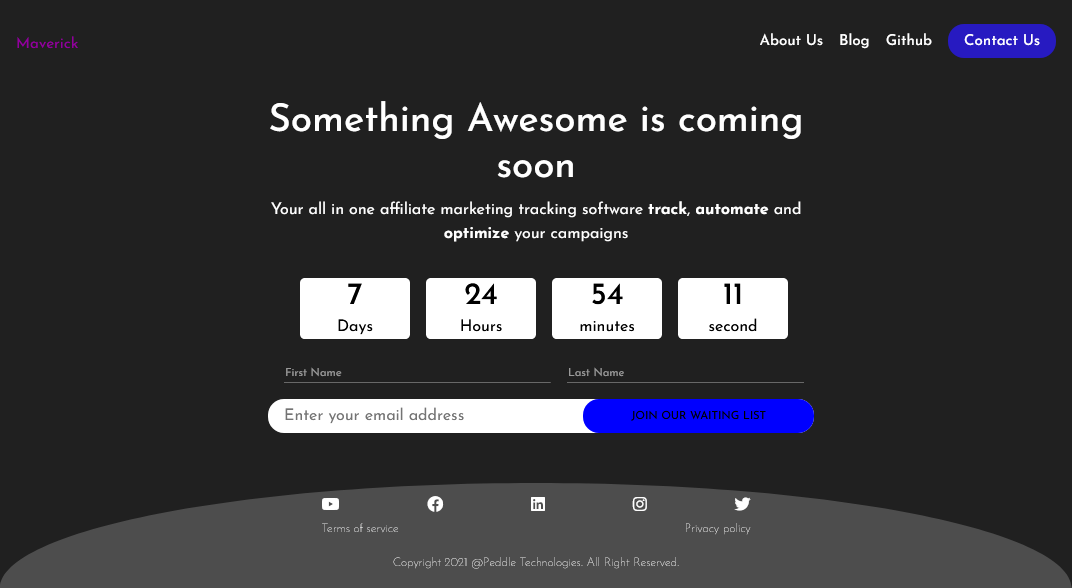 Maverick
About Us Blog Github Contact Us
Something Awesome is coming
soon
Your all in one affiliate marketing tracking software track, automate and
optimize your campaigns
7 24 54 11
Days Hours minutes second
First Name Last Name
Enter your email address JOIN OUR WAITING LIST
Terms of service Privacy policy
Copyright 2021 @Peddle Technologies. All Right Reserved.